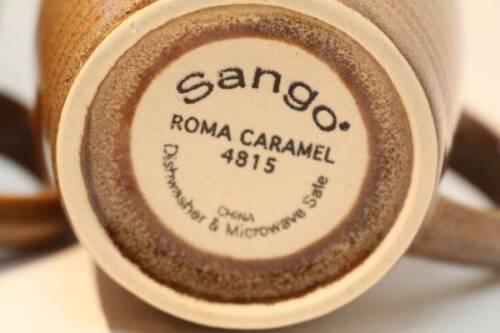 Sango
ROMA CARAMEL
4815
CHINA
Dishwasher & Microwave Safe